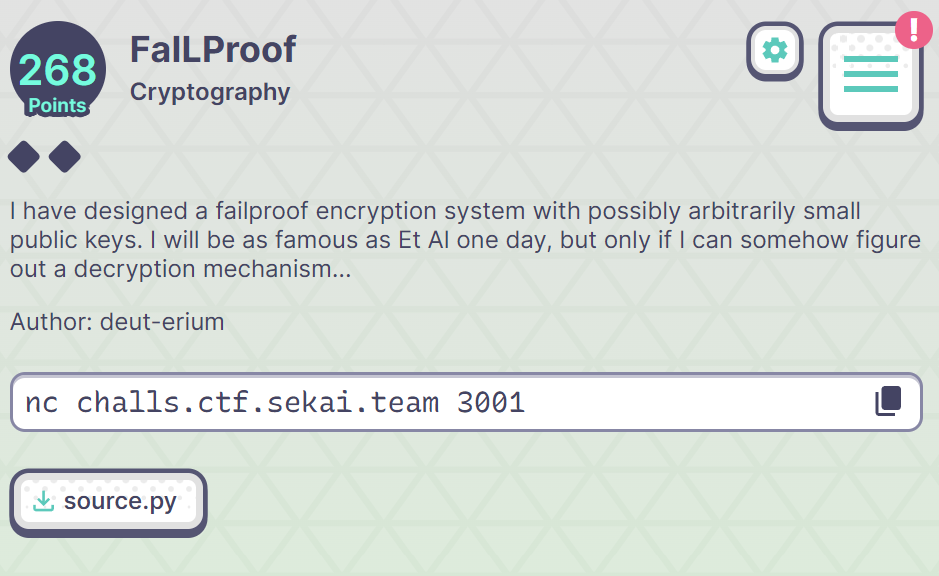 268
Points
FaILProof
Cryptography
!
I have designed a failproof encryption system with possibly arbitrarily small
public keys. I will be as famous as Et Al one day, but only if I can somehow figure
out a decryption mechanism...
Author: deut-erium
nc challs.ctf.sekai.team 3001
source.py